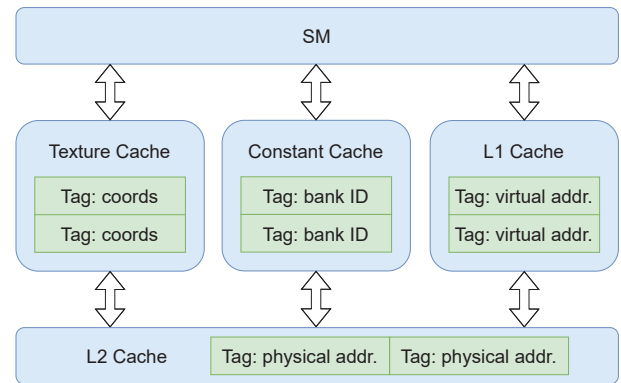 SM
Texture Cache
Tag: coords
Tag: coords
Constant Cache
Tag: bank ID
Tag: bank ID
L1 Cache
Tag: virtual addr.
Tag: virtual addr.
L2 Cache
Tag: physical addr.
Tag: physical addr.